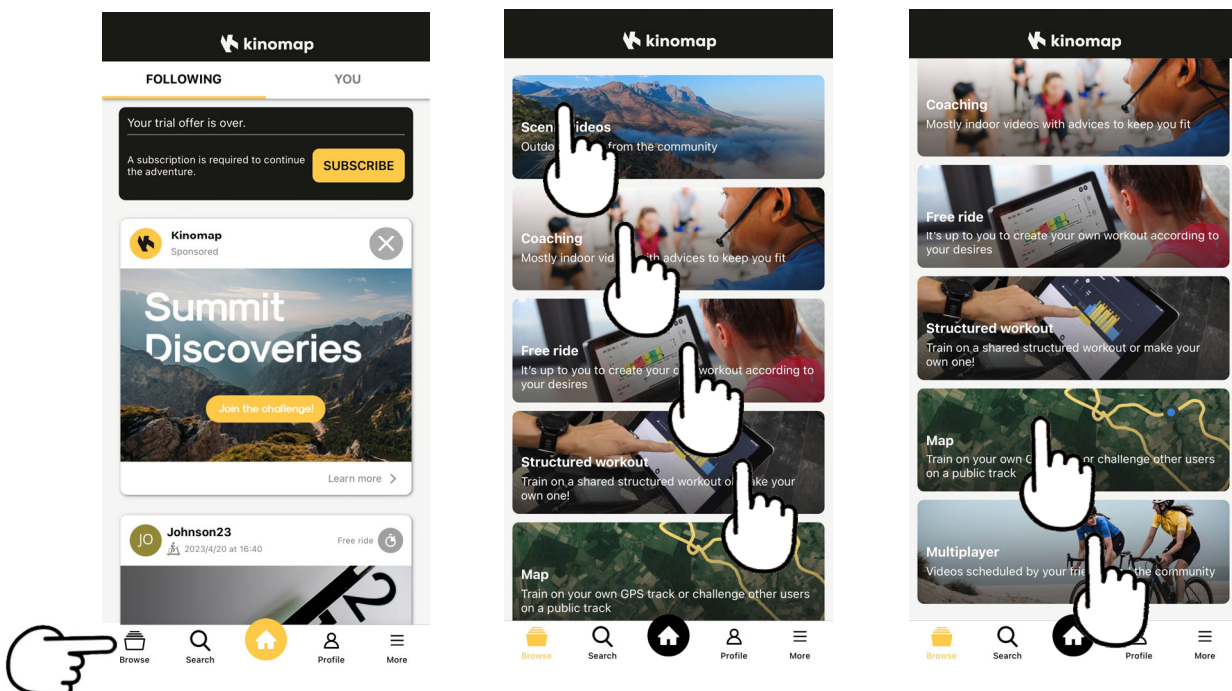 kinomap
FOLLOWING
YOU
Your trial offer is over.
A subscription is required to continue
the adventure.
SUBSCRIBE
Kinomap
Sponsored
Summit
Discoveries
Join the challenge!
Learn more
JO
Johnson23
2023/4/20 at 16:40
Free ride
Browse
Search
Profile
More
kinomap
Scen ideos
Outdo from the community
Coaching
Mostly indoor vid with advices to keep you fit
Free ride
It's up to you to create your workout according to
your desires
Structured workout
Train on a shared structured workout o ake your
own one!
Map
Train on your own GPS track or challenge other users
on a public track
Browse
Search
Profile
More
kinomap
Coaching
Mostly indoor videos with advices to keep you fit
Free ride
It's up to you to create your own workout according to
your desires
Structured workout
Train on a shared structured workout or make your
own one!
Map
Train on your own G or challenge other users
on a public track
Multiplayer
Videos scheduled by your frie the community
Browse
Search
Profile
More